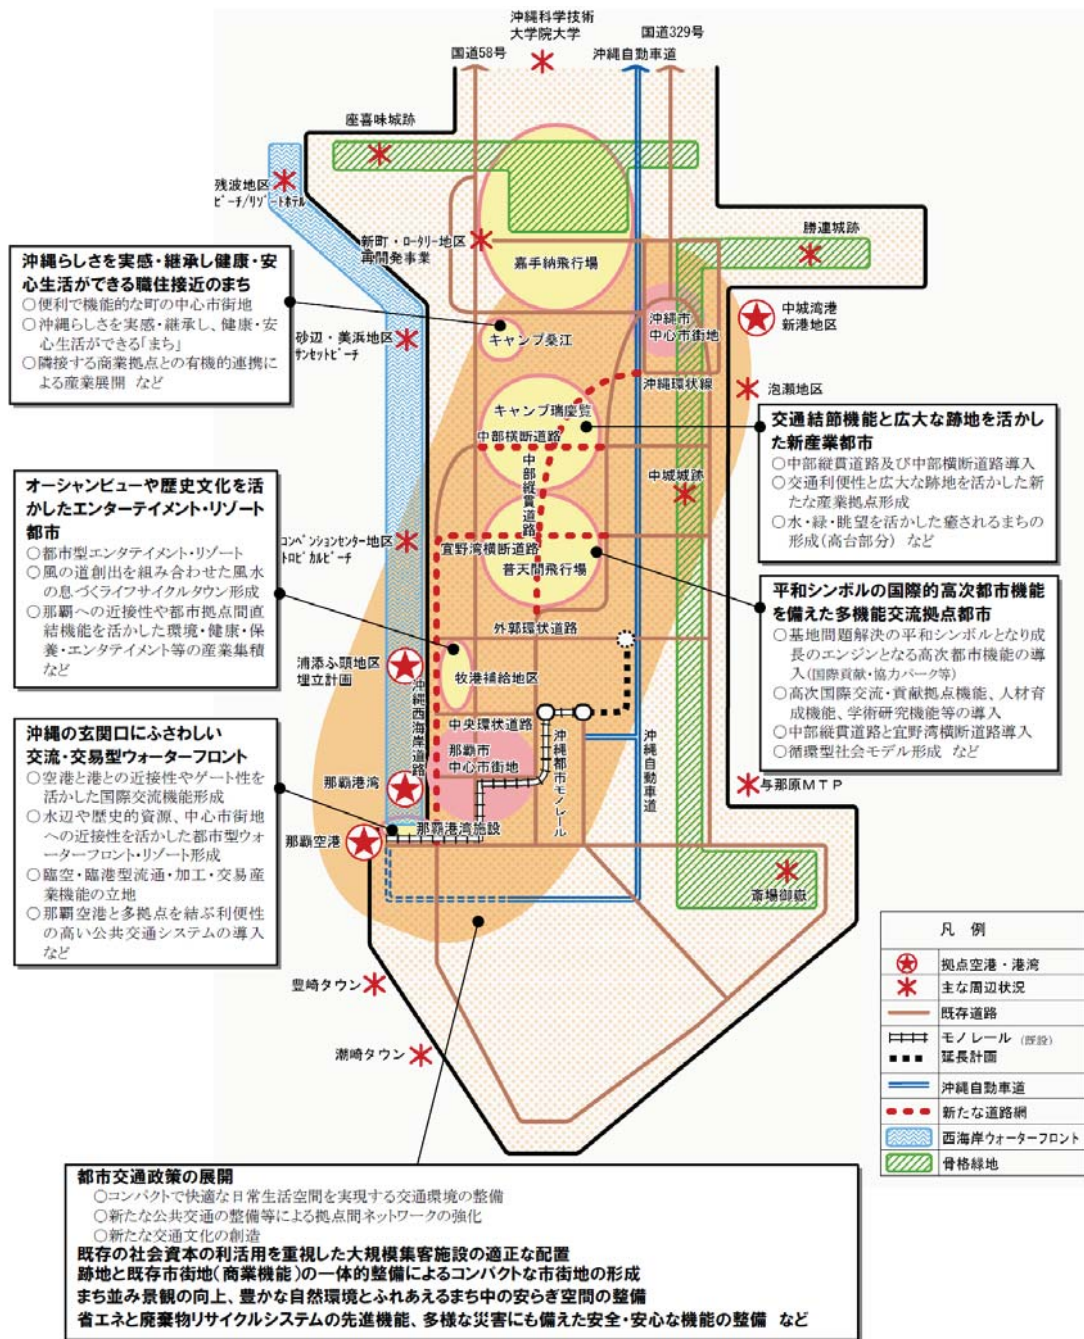 沖縄科学技術
大学院大学
国道58号
沖縄自動車道
国道329号
座喜味城跡
残波地区
ビーチ/リゾートホテル
新町・ロータリー地区
再開発事業
嘉手納飛行場
勝連城跡
沖縄らしさを実感・継承し健康・安
心生活ができる職住接近のまち
○便利で機能的な町の中心市街地
○沖縄らしさを実感・継承し、健康・安
心生活ができる「まち」
○隣接する商業拠点との有機的連携に
よる産業展開 など
キャンプ桑江
沖縄市
中心市街地
中城湾港
新港地区
砂辺・美浜地区
サンセットビーチ
沖縄環状線
泡瀬地区
キャンプ瑞慶覧
中部横断道路
中部縦貫道路
中城城跡
交通結節機能と広大な跡地を活かし
た新産業都市
○中部縦貫道路及び中部横断道路導入
○交通利便性と広大な跡地を活かした新
たな産業拠点形成
○水・緑・眺望を活かした癒されるまちの
形成(高台部分) など
オーシャンビューや歴史文化を活
かしたエンターテイメント・リゾート
都市
○都市型エンタテイメント・リゾート
○風の道創出を組み合わせた風水
の息づくライフサイクルタウン形成
○那覇への近接性や都市拠点間直
結機能を活かした環境・健康・保
養・エンタテイメント等の産業集積
など
コンベンションセンター地区
トロピカルビーチ
宜野湾横断道路
普天間飛行場
外郭環状道路
平和シンボルの国際的高次都市機能
を備えた多機能交流拠点都市
○基地問題解決の平和シンボルとなり成
長のエンジンとなる高次都市機能の導
入(国際貢献・協力パーク等)
○高次国際交流・貢献拠点機能、人材育
成機能、学術研究機能等の導入
○中部縦貫道路と宜野湾横断道路導入
○循環型社会モデル形成 など
浦添ふ頭地区
埋立計画
牧港補給地区
沖縄西海岸道路
中央環状道路
那覇市
中心市街地
沖縄都市モノレール
沖縄自動車道
那覇港湾
与那原MTP
沖縄の玄関口にふさわしい
交流・交易型ウォーターフロント
○空港と港との近接性やゲート性を
活かした国際交流機能形成
○水辺や歴史的資源、中心市街地
への近接性を活かした都市型ウォ
ーターフロント・リゾート形成
○臨空・臨港型流通・加工・交易産
業機能の立地
○那覇空港と多拠点を結ぶ利便性
の高い公共交通システムの導入
など
那覇港湾施設
那覇空港
斎場御嶽
豊崎タウン
潮崎タウン
凡 例
拠点空港・港湾
主な周辺状況
既存道路
モノレール (既設)
延長計画
沖縄自動車道
新たな道路網
西海岸ウォーターフロント
骨格緑地
都市交通政策の展開
○コンパクトで快適な日常生活空間を実現する交通環境の整備
○新たな公共交通の整備等による拠点間ネットワークの強化
○新たな交通文化の創造
既存の社会資本の利活用を重視した大規模集客施設の適正な配置
跡地と既存市街地(商業機能)の一体的整備によるコンパクトな市街地の形成
まち並み景観の向上、豊かな自然環境とふれあえるまち中の安らぎ空間の整備
省エネと廃棄物リサイクルシステムの先進機能、多様な災害にも備えた安全・安心な機能の整備 など